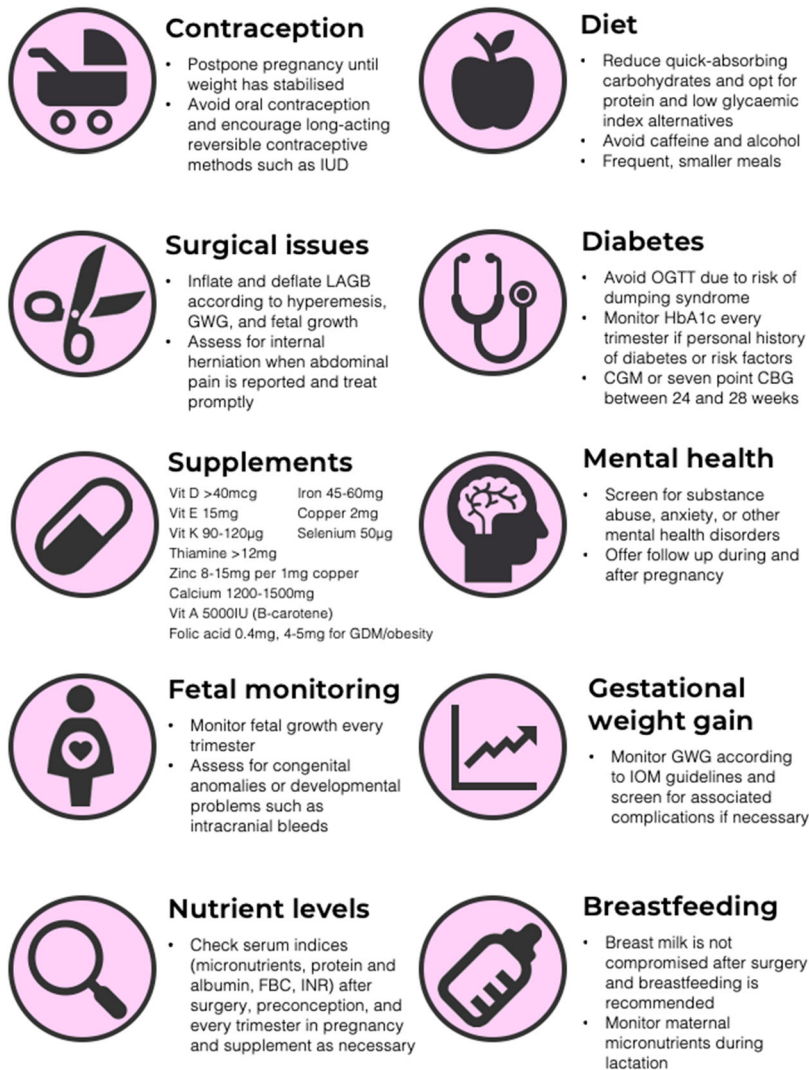 Contraception
• Postpone pregnancy until
weight has stabilised
• Avoid oral contraception
and encourage long-acting
reversible contraceptive
methods such as IUD
Diet
• Reduce quick-absorbing
carbohydrates and opt for
protein and low glycaemic
index alternatives
• Avoid caffeine and alcohol
• Frequent, smaller meals
Surgical issues
• Inflate and deflate LAGB
according to hyperemesis,
GWG, and fetal growth
• Assess for internal
herniation when abdominal
pain is reported and treat
promptly
Diabetes
• Avoid OGTT due to risk of
dumping syndrome
• Monitor HbA1c every
trimester if personal history
of diabetes or risk factors
• CGM or seven point CBG
between 24 and 28 weeks
Supplements
Vit D >40mcg Iron 45-60mg
Vit E 15mg Copper 2mg
Vit K 90-120µg Selenium 50µg
Thiamine >12mg
Zinc 8-15mg per 1mg copper
Calcium 1200-1500mg
Vit A 5000IU (B-carotene)
Folic acid 0.4mg, 4-5mg for GDM/obesity
Mental health
• Screen for substance
abuse, anxiety, or other
mental health disorders
• Offer follow up during and
after pregnancy
Fetal monitoring
• Monitor fetal growth every
trimester
• Assess for congenital
anomalies or developmental
problems such as
intracranial bleeds
Gestational
weight gain
• Monitor GWG according
to IOM guidelines and
screen for associated
complications if necessary
Nutrient levels
• Check serum indices
(micronutrients, protein and
albumin, FBC, INR) after
surgery, preconception, and
every trimester in pregnancy
and supplement as necessary
Breastfeeding
• Breast milk is not
compromised after surgery
and breastfeeding is
recommended
• Monitor maternal
micronutrients during
lactation